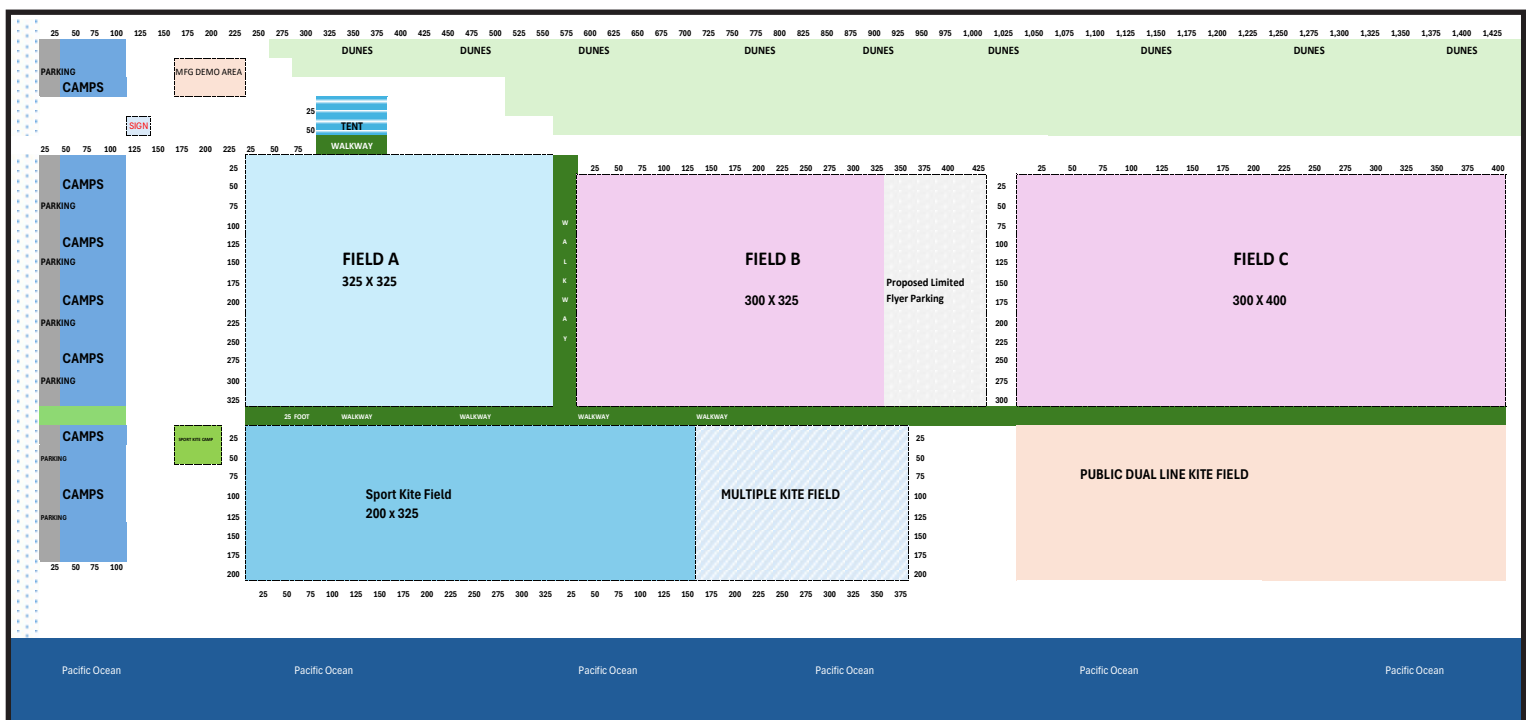 25 50 75 100 125 150 175 200 225 250 275 300 325 350 375 400 425 450 475 500 525 550 575 600 625 650 675 700 725 750 775 800 825 850 875 900 925 950 975 1,000 1,025 1,050 1,075 1,100 1,125 1,150 1,175 1,200 1,225 1,250 1,275 1,300 1,325 1,350 1,375 1,400 1,425
DUNES DUNES DUNES DUNES DUNES DUNES DUNES DUNES DUNES
PARKING
MFG DEMO AREA
CAMPS
25
SIGN
50
TENT
WALKWAY
25 50 75 100 125 150 175 200 225 25 50 75
25 50 75 100 125 150 175 200 225 250 275 300 325 350 375 400 425
25 50 75 100 125 150 175 200 225 250 275 300 325 350 375 400
CAMPS
PARKING
CAMPS
PARKING
CAMPS
PARKING
CAMPS
PARKING
25
50
75
100
125
150
175
200
225
250
275
300
325
FIELD A
325 X 325
W
A
L
K
W
A
Y
FIELD B
300 X 325
Proposed Limited
Flyer Parking
25
50
75
100
125
150
175
200
225
250
275
300
FIELD C
300 X 400
25 FOOT WALKWAY WALKWAY WALKWAY WALKWAY
CAMPS
PARKING
CAMPS
PARKING
25 50 75 100
SPORT KITE CAMP
25
50
75
100
125
150
175
200
Sport Kite Field
200 x 325
MULTIPLE KITE FIELD
25
50
75
100
125
150
175
200
PUBLIC DUAL LINE KITE FIELD
25 50 75 100 125 150 175 200 225 250 275 300 325 25 50 75 100 125 150 175 200 225 250 275 300 325 350 375
Pacific Ocean Pacific Ocean Pacific Ocean Pacific Ocean Pacific Ocean Pacific Ocean